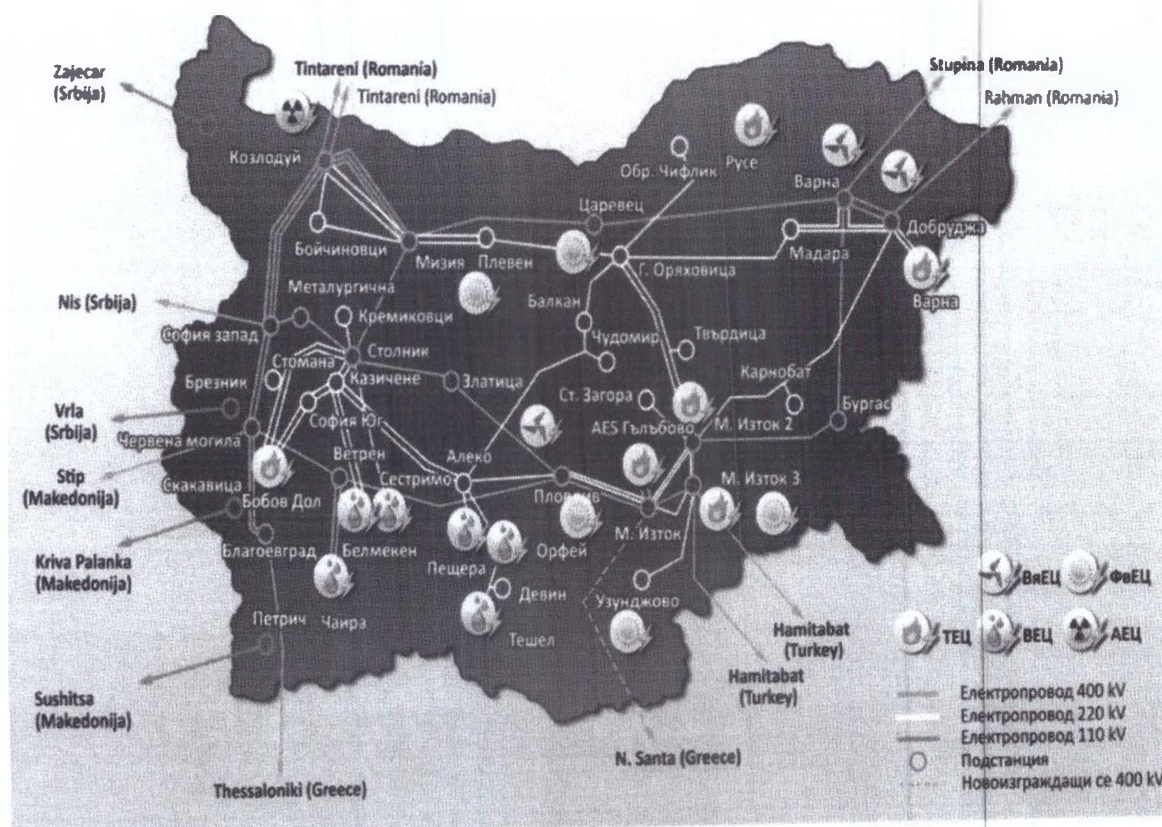 Zajecar
(Srbija)
Tintareni (Romania)
Tintareni (Romania)
Stupina (Romania)
Rahman (Romania)
Козлодуй
Обр. Чифлик
Русе
Варна
Царевец
Добруджа
Бойчиновци
Мизия
Плевен
Г. Оряховица
Мадара
Варна
Металургична
Балкан
Nis (Srbija)
Кремиковци
София запад
Столник
Чудомир
Твърдица
Стомана
Казичене
Златица
Карнобат
Брезник
Ст. Загора
Бургас
София Юг
AES Гълъбово
М. Изток 2
Vrla
(Srbija)
Червена могила
Ветрен
Алеко
Stip
(Makedonija)
Скакавица
Сестримо
Пловдив
М. Изток 3
Бобов Дол
Белмекен
Орфей
М. Изток
Благоевград
Kriva Palanka
(Makedonija)
Пещера
Девин
Узунджово
Петрич
Чаира
Тешел
ВяЕЦ
ФвЕЦ
ТЕЦ
ВЕЦ
АЕЦ
Hamitabat
(Turkey)
Hamitabat
(Turkey)
Sushitsa
(Makedonija)
Електропровод 400 kV
Електропровод 220 kV
Електропровод 110 kV
Подстанция
Новоизграждащи се 400 kV
N. Santa (Greece)
Thessaloniki (Greece)